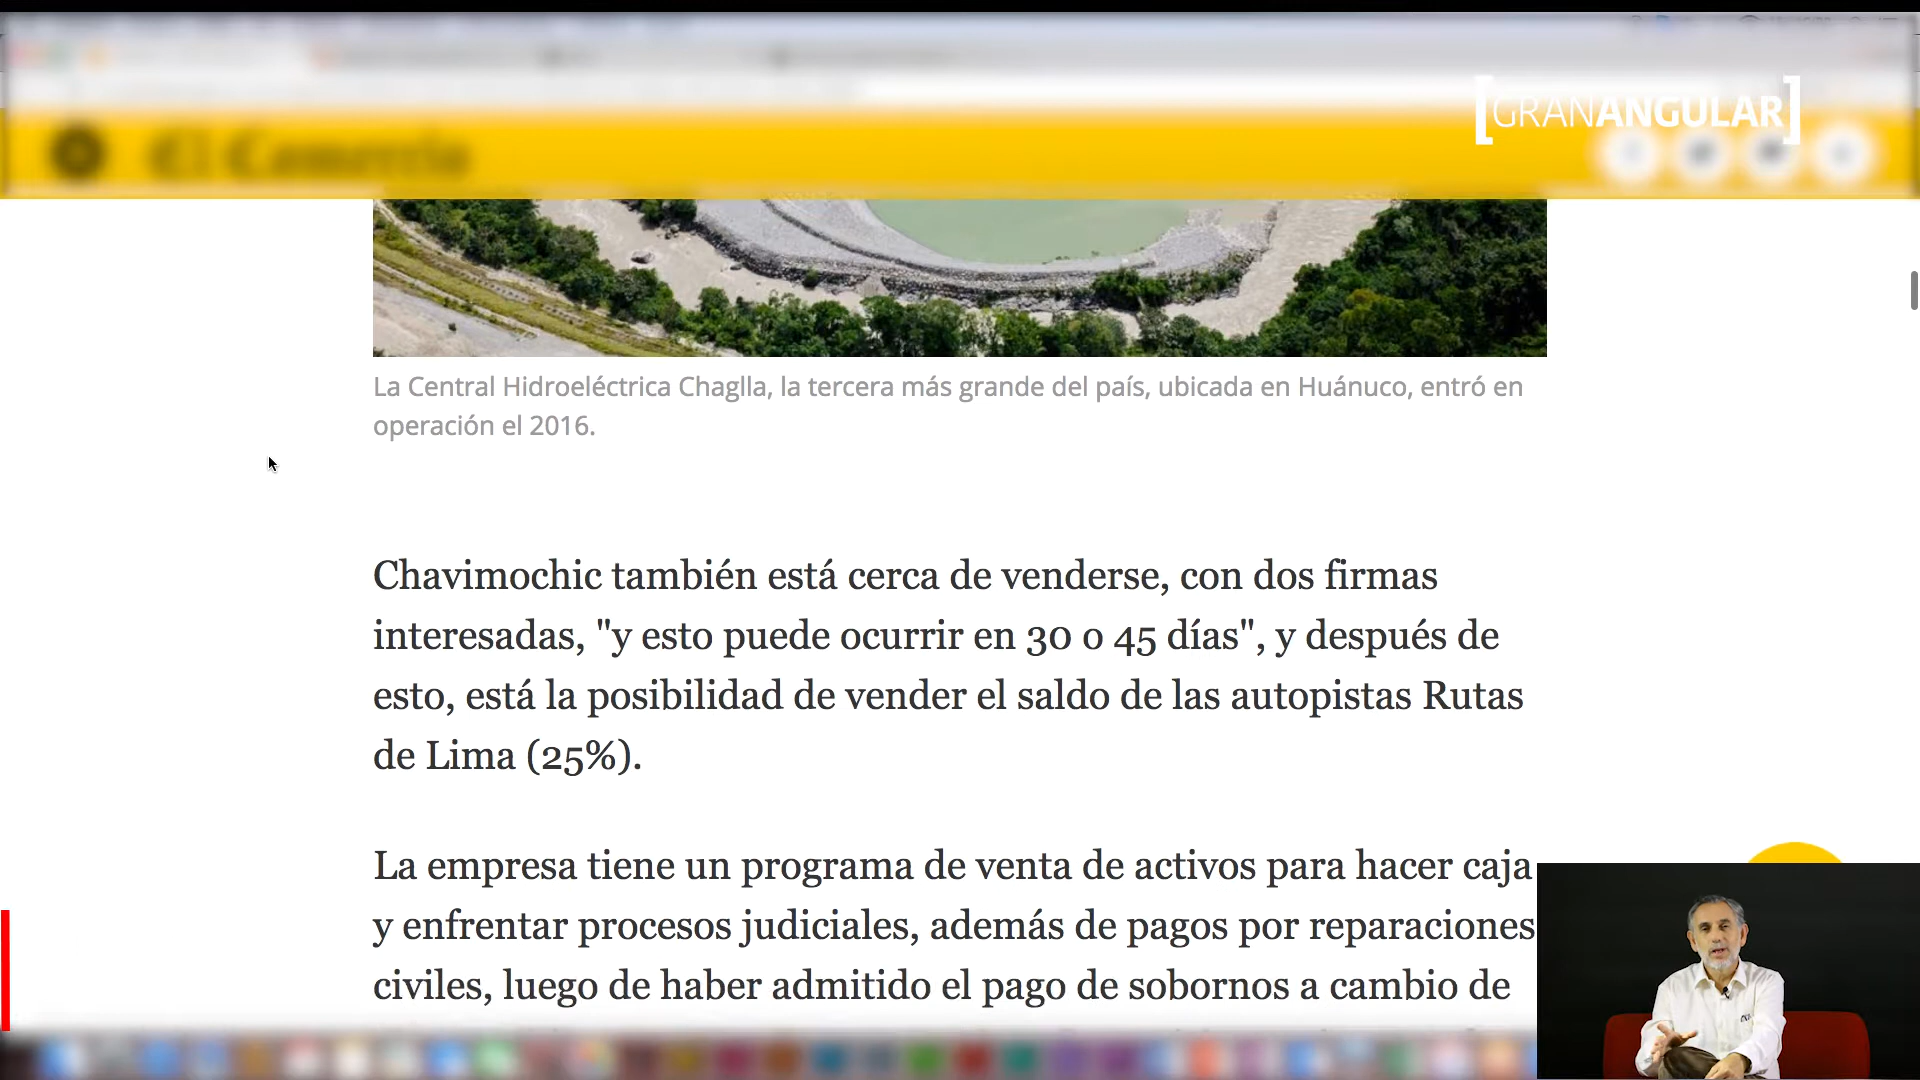 [GRANANGULAR]
El Comercio
La Central Hidroeléctrica Chaglla, la tercera más grande del país, ubicada en Huánuco, entró en
operación el 2016.
Chavimochic también está cerca de venderse, con dos firmas
interesadas, "y esto puede ocurrir en 30 o 45 días", y después de
esto, está la posibilidad de vender el saldo de las autopistas Rutas
de Lima (25%).
La empresa tiene un programa de venta de activos para hacer caja
y enfrentar procesos judiciales, además de pagos por reparaciones
civiles, luego de haber admitido el pago de sobornos a cambio de